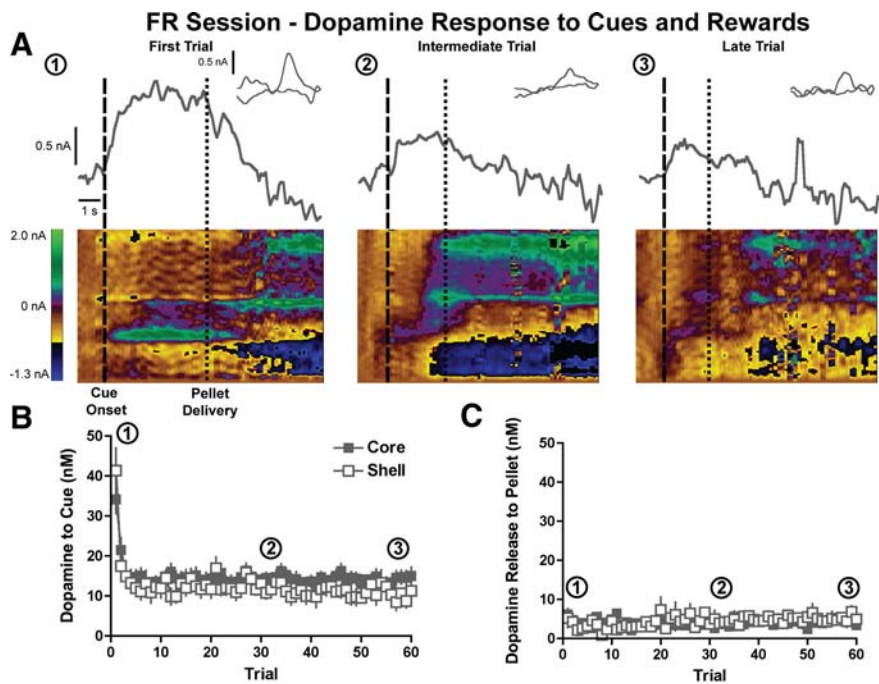 FR Session - Dopamine Response to Cues and Rewards
A
1
First Trial
0.5 nA
2
Intermediate Trial
3
Late Trial
0.5 nA
1 s
2.0 nA
0 nA
-1.3 nA
Cue
Onset
Pellet
Delivery
B
Dopamine to Cue (nM)
50
40
30
20
10
0
1
2
3
Core
Shell
0 10 20 30 40 50 60
Trial
C
Dopamine Release to Pellet (nM)
50
40
30
20
10
0
1
2
3
0 10 20 30 40 50 60
Trial